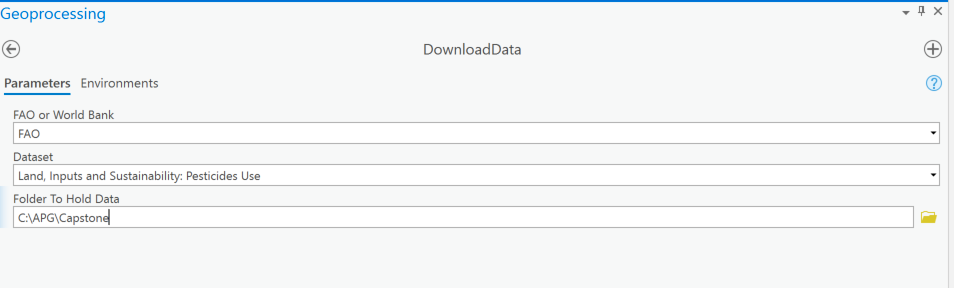 Geoprocessing
DownloadData
Parameters Environments
FAO or World Bank
FAO
Dataset
Land, Inputs and Sustainability: Pesticides Use
Folder To Hold Data
C:\APG\Capstone